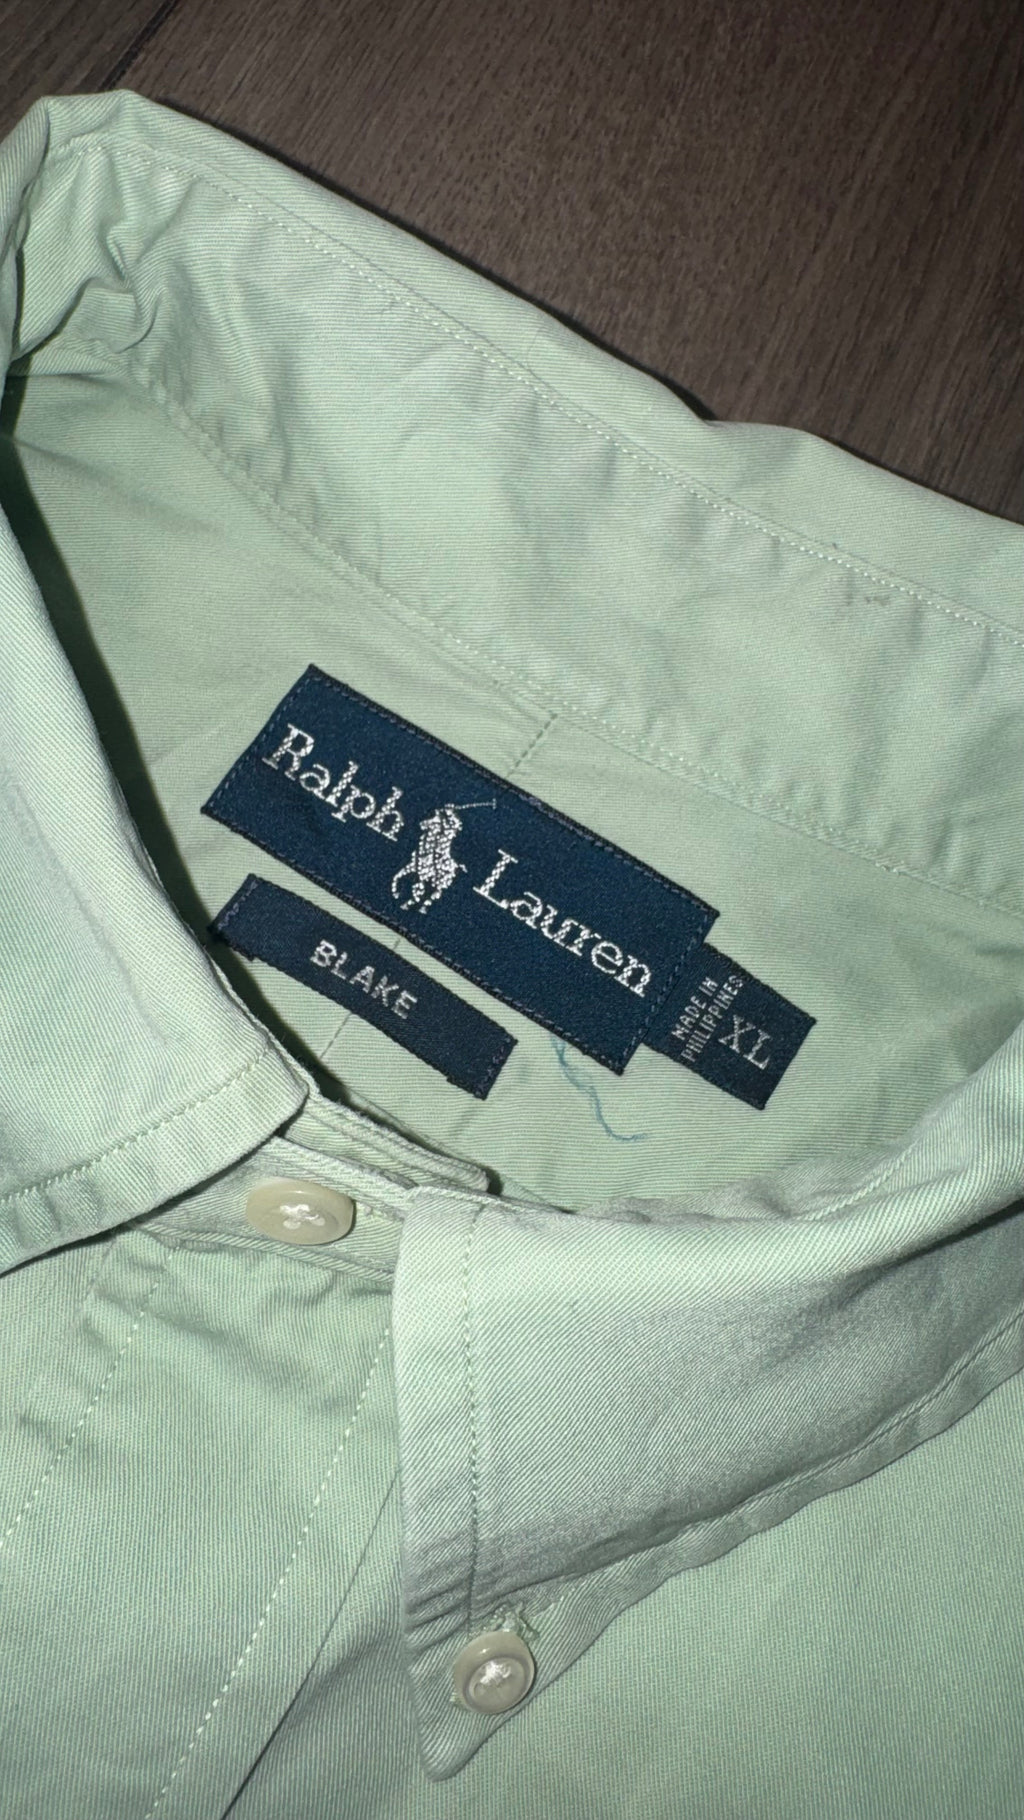 Ralph Lauren
BLAKE
MADE IN
PHILIPPINES
XL